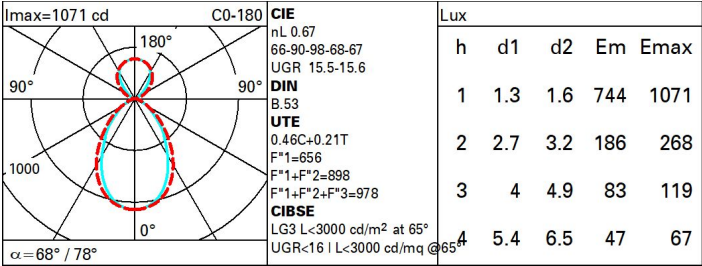 Imax=1071 cd C0-180
180°
90° 90°
1000
0°
α=68° / 78°
CIE
nL 0.67
66-90-98-68-67
UGR 15.5-15.6
DIN
B.53
UTE
0.46C+0.21T
F"1=656
F"1+F"2=898
F"1+F"2+F"3=978
CIBSE
LG3 L<3000 cd/m² at 65°
UGR<16 | L<3000 cd/mq @65°
Lux
h d1 d2 Em Emax
1 1.3 1.6 744 1071
2 2.7 3.2 186 268
3 4 4.9 83 119
4 5.4 6.5 47 67